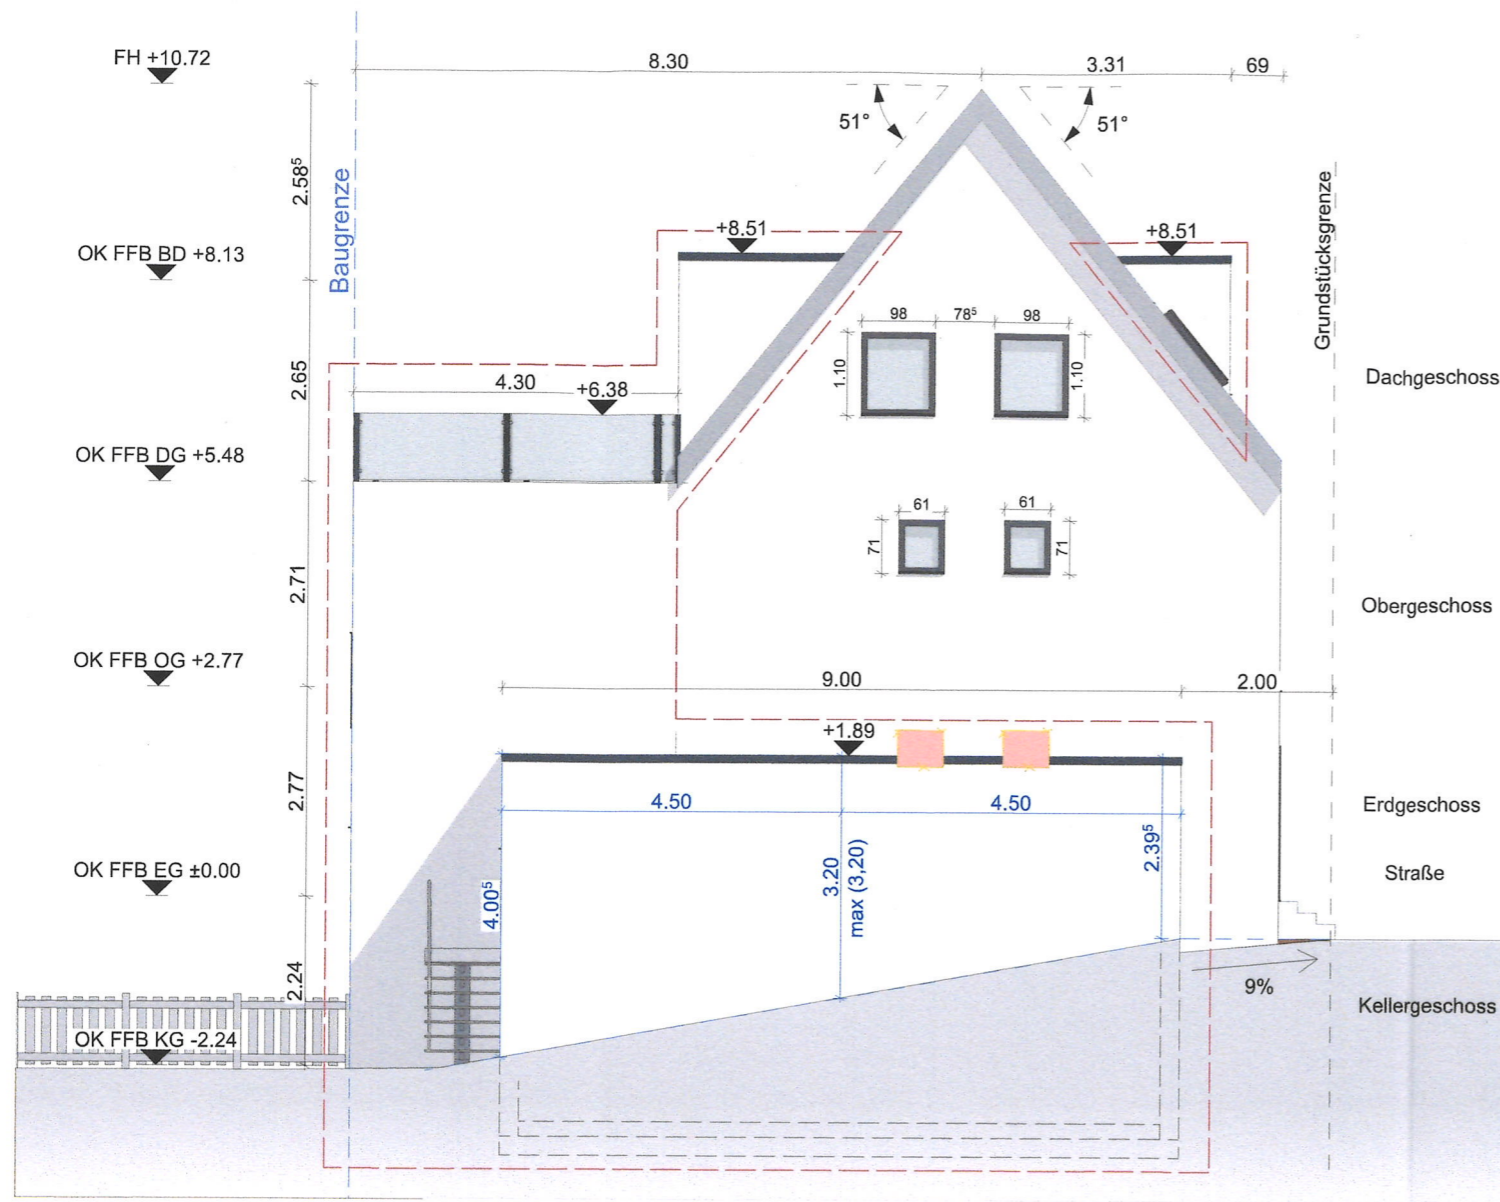 FH +10.72
8.30
3.31
69
51°
51°
2.58⁵
Baugrenze
Grundstücksgrenze
OK FFB BD +8.13
+8.51
+8.51
98
78⁵
98
1.10
1.10
2.65
4.30
+6.38
Dachgeschoss
OK FFB DG +5.48
61
61
71
71
2.71
Obergeschoss
OK FFB OG +2.77
9.00
2.00
+1.89
2.77
4.50
4.50
Erdgeschoss
3.20
max (3,20)
2.39⁵
OK FFB EG ±0.00
4.00⁵
Straße
2.24
9%
Kellergeschoss
OK FFB KG -2.24